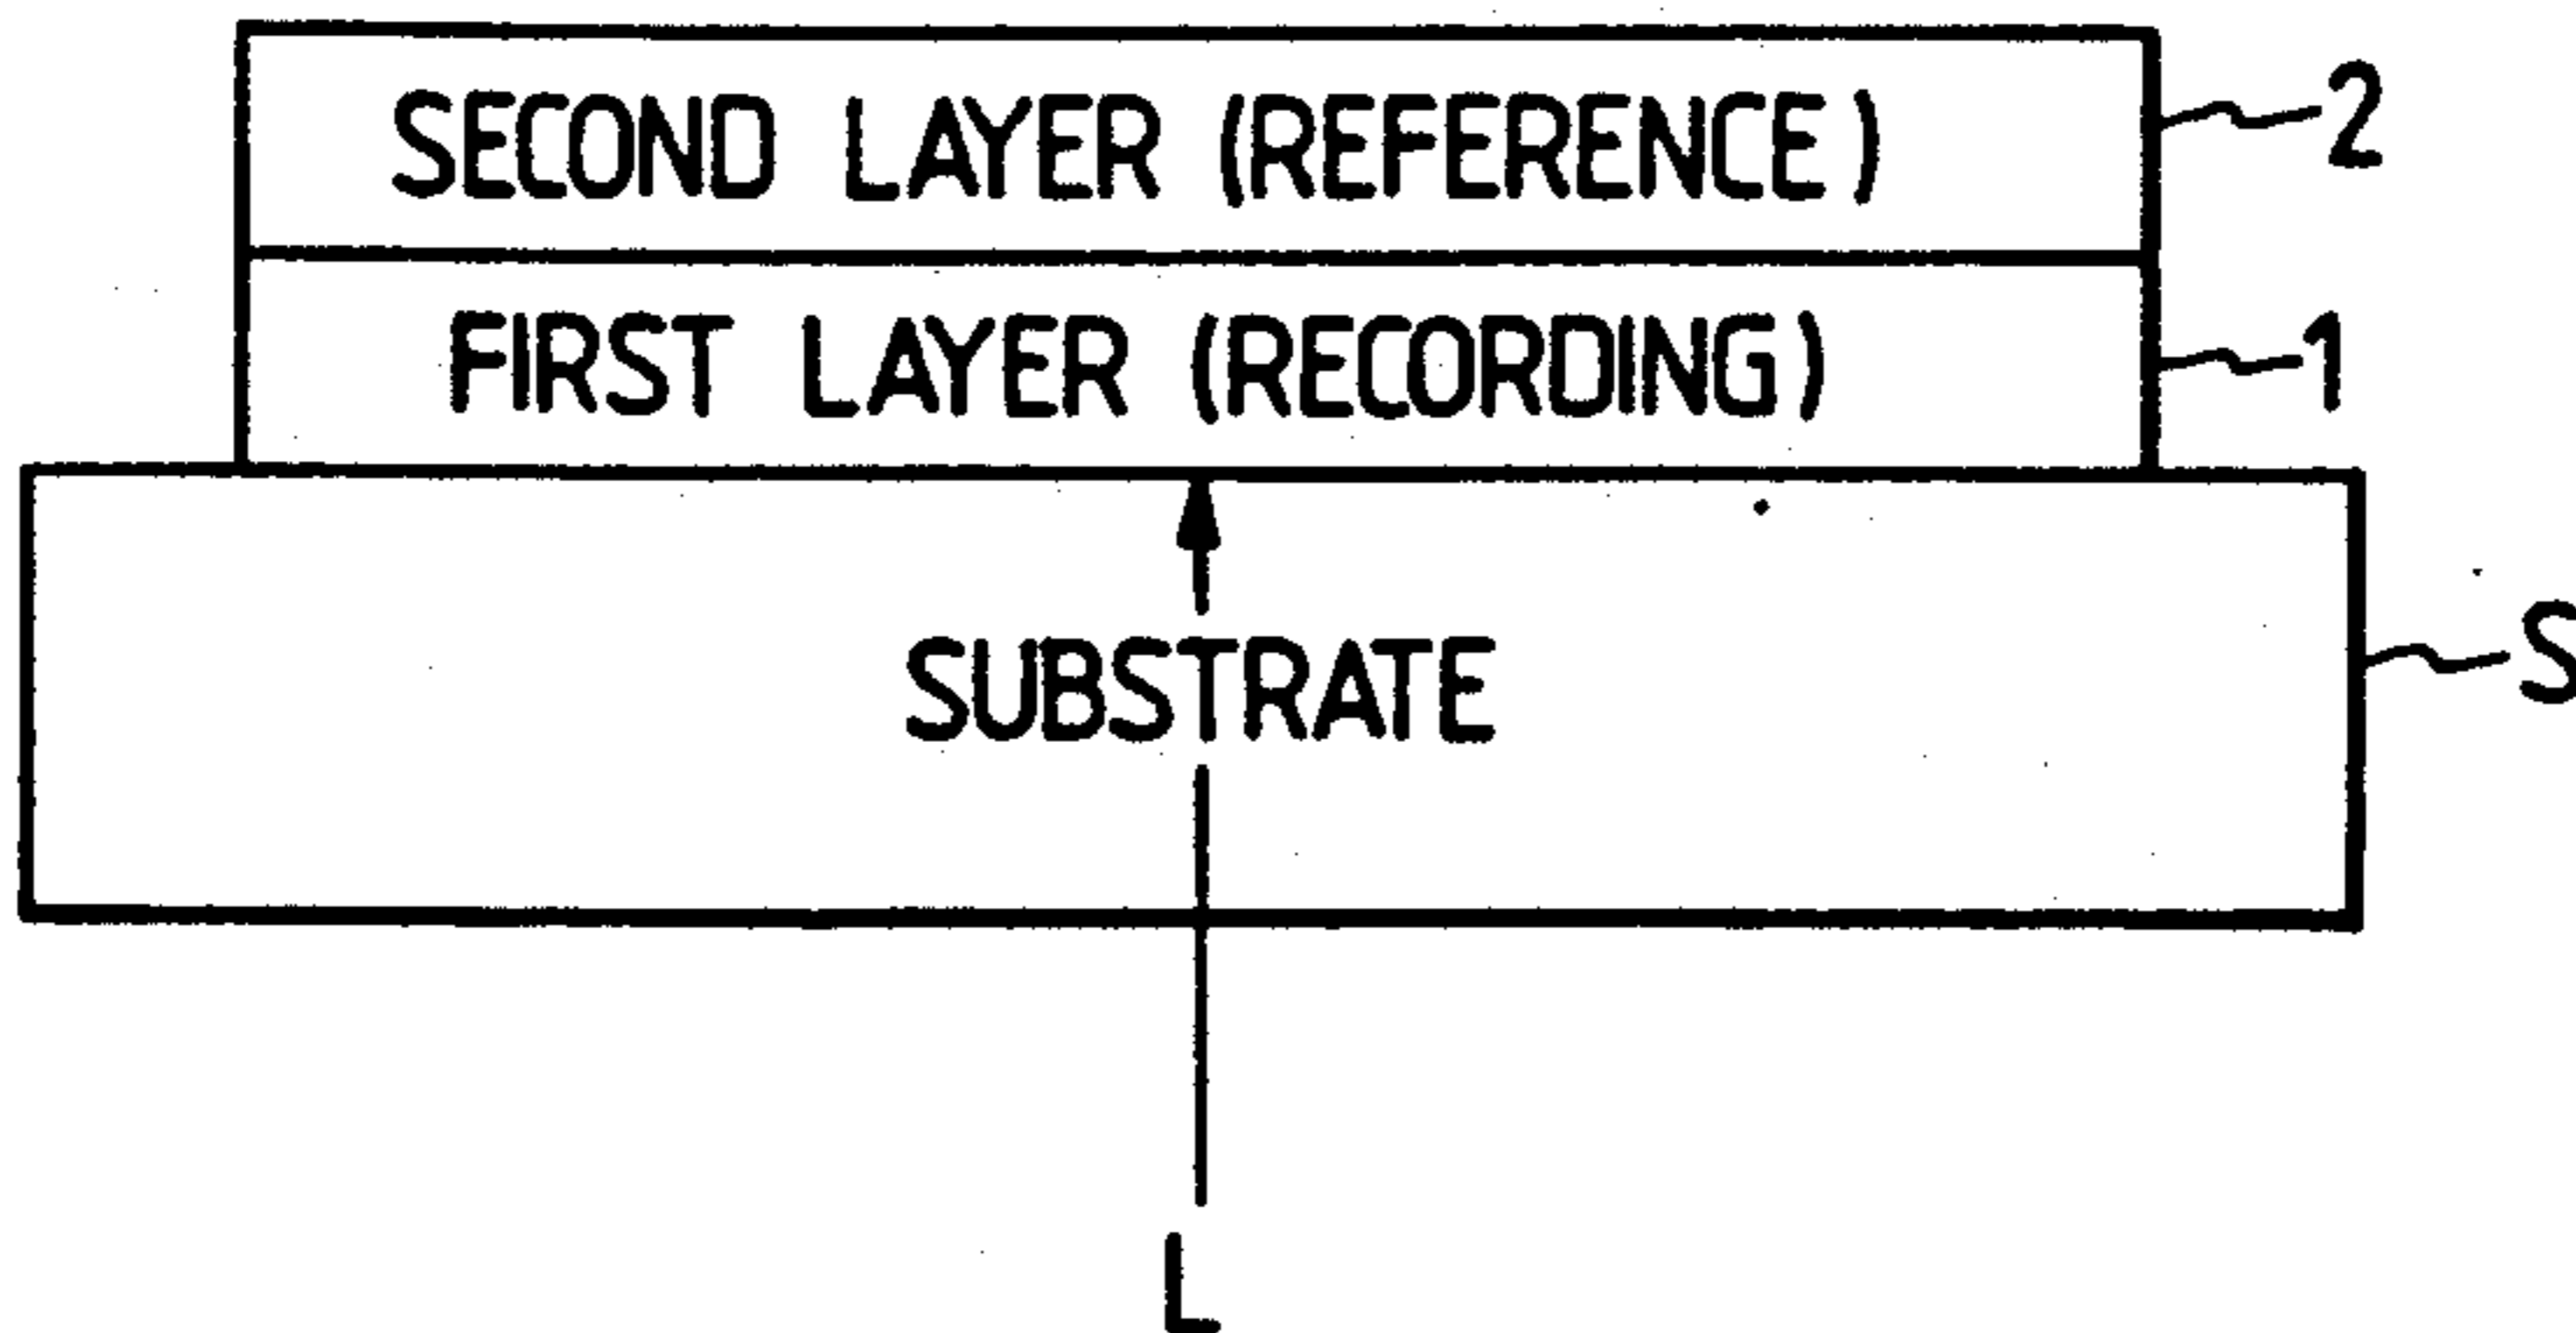 SECOND LAYER (REFERENCE) 2
FIRST LAYER (RECORDING) 1
SUBSTRATE S
L